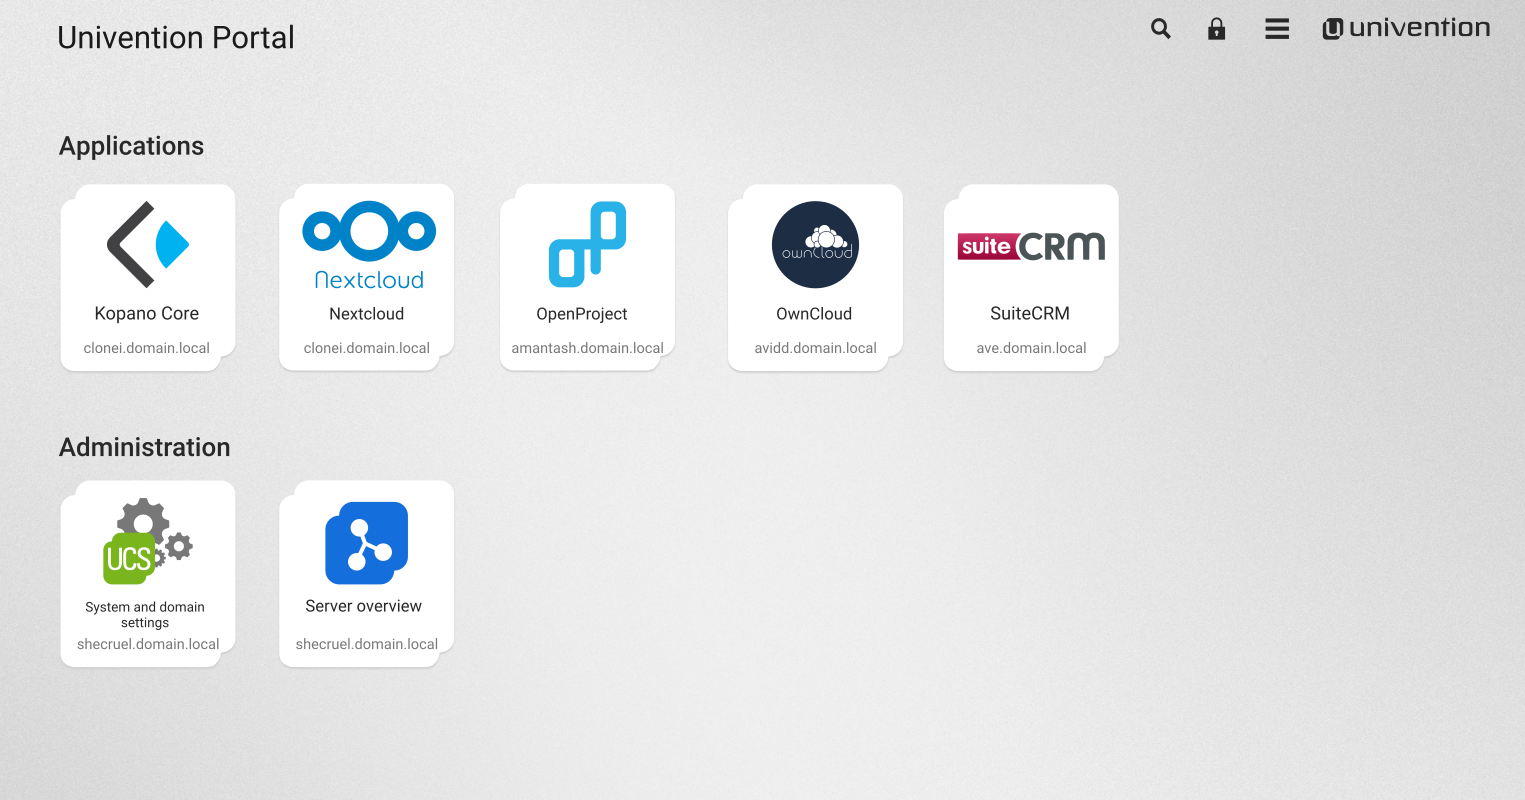 Univention Portal
univention
Applications
Nextcloud
ownCloud
suiteCRM
Kopano Core
Nextcloud
OpenProject
OwnCloud
SuiteCRM
clonei.domain.local
clonei.domain.local
amantash.domain.local
avidd.domain.local
ave.domain.local
Administration
UCS
System and domain
settings
Server overview
shecruel.domain.local
shecruel.domain.local